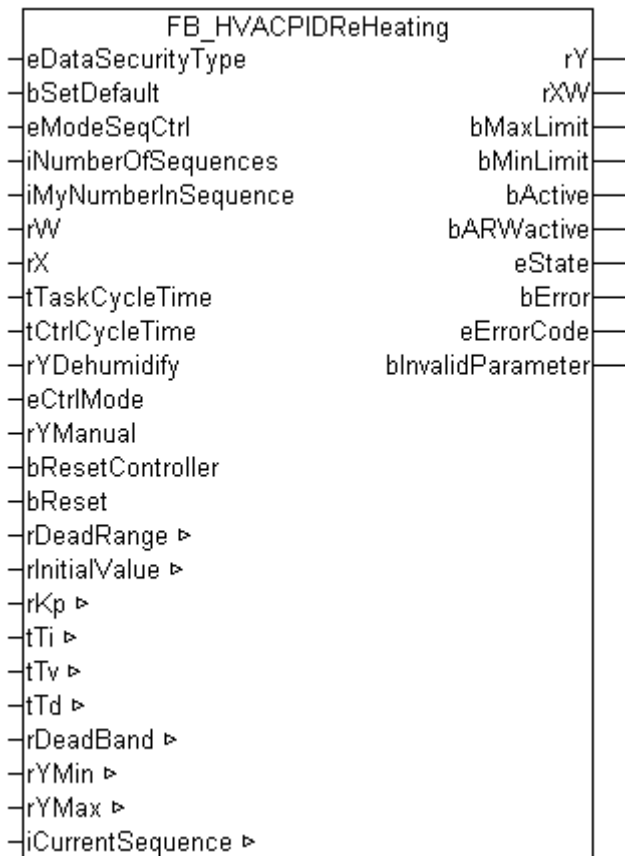 FB_HVACPIDReHeating
eDataSecurityType rY
bSetDefault rXW
eModeSeqCtrl bMaxLimit
iNumberOfSequences bMinLimit
iMyNumberInSequence bActive
rW bARWactive
rX eState
tTaskCycleTime bError
tCtrlCycleTime eErrorCode
rYDehumidify bInvalidParameter
eCtrlMode
rYManual
bResetController
bReset
rDeadRange ▹
rInitialValue ▹
rKp ▹
tTi ▹
tTv ▹
tTd ▹
rDeadBand ▹
rYMin ▹
rYMax ▹
iCurrentSequence ▹